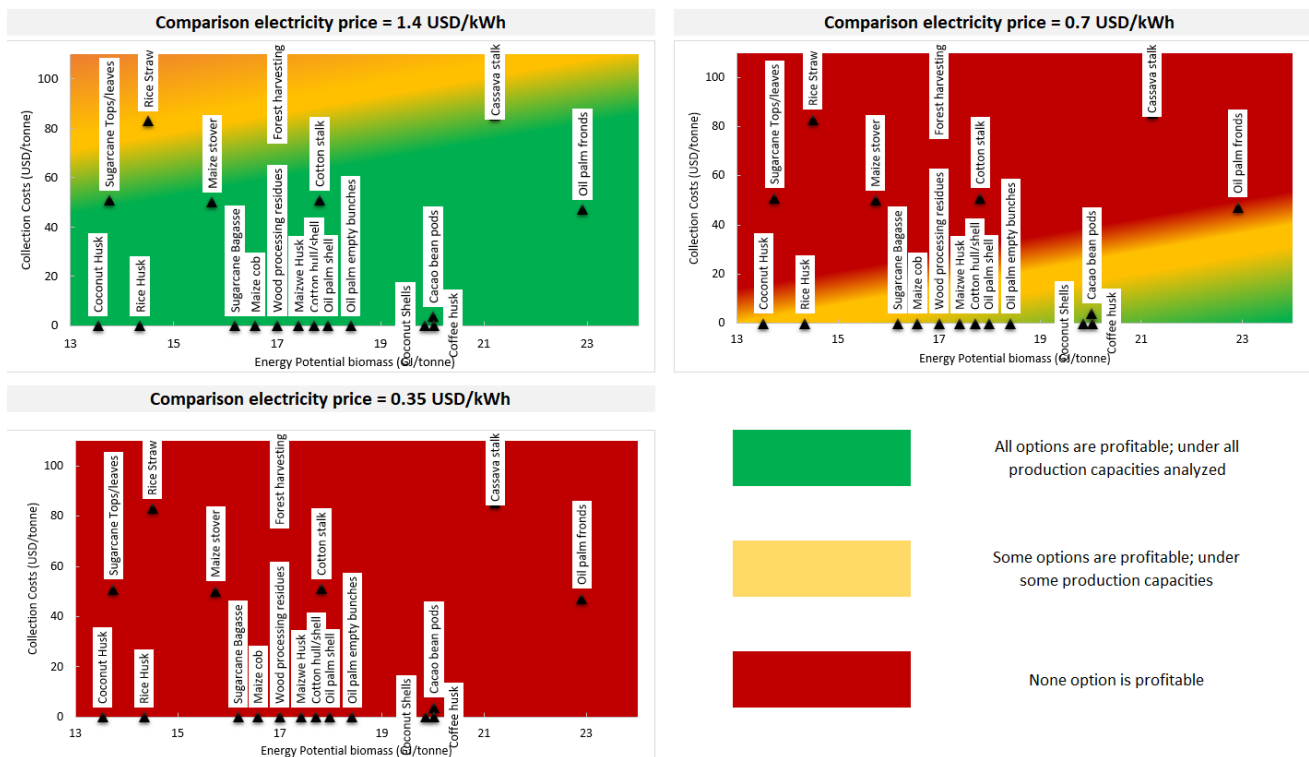 Comparison electricity price = 1.4 USD/kWh
Collection Costs (USD/tonne)
100
80
60
40
20
0
Sugarcane Tops/leaves
Rice Straw
Maize stover
Forest harvesting
Cotton stalk
Cassava stalk
Oil palm fronds
Coconut Husk
Rice Husk
Sugarcane Bagasse
Maize cob
Wood processing residues
Maizwe Husk
Cotton hull/shell
Oil palm shell
Oil palm empty bunches
Coconut Shells
Cacao bean pods
Coffee husk
13
15
17
19
21
23
Energy Potential biomass (GJ/tonne)
Comparison electricity price = 0.7 USD/kWh
Collection Costs (USD/tonne)
100
80
60
40
20
0
Sugarcane Tops/leaves
Rice Straw
Maize stover
Forest harvesting
Cotton stalk
Cassava stalk
Oil palm fronds
Coconut Husk
Rice Husk
Sugarcane Bagasse
Maize cob
Wood processing residues
Maizwe Husk
Cotton hull/shell
Oil palm shell
Oil palm empty bunches
Coconut Shells
Cacao bean pods
Coffee husk
13
15
17
19
21
23
Energy Potential biomass (GJ/tonne)
Comparison electricity price = 0.35 USD/kWh
Collection Costs (USD/tonne)
100
80
60
40
20
0
Sugarcane Tops/leaves
Rice Straw
Maize stover
Forest harvesting
Cotton stalk
Cassava stalk
Oil palm fronds
Coconut Husk
Rice Husk
Sugarcane Bagasse
Maize cob
Wood processing residues
Maizwe Husk
Cotton hull/shell
Oil palm shell
Oil palm empty bunches
Coconut Shells
Cacao bean pods
Coffee husk
13
15
17
19
21
23
Energy Potential biomass (GJ/tonne)
All options are profitable; under all
production capacities analyzed
Some options are profitable; under
some production capacities
None option is profitable